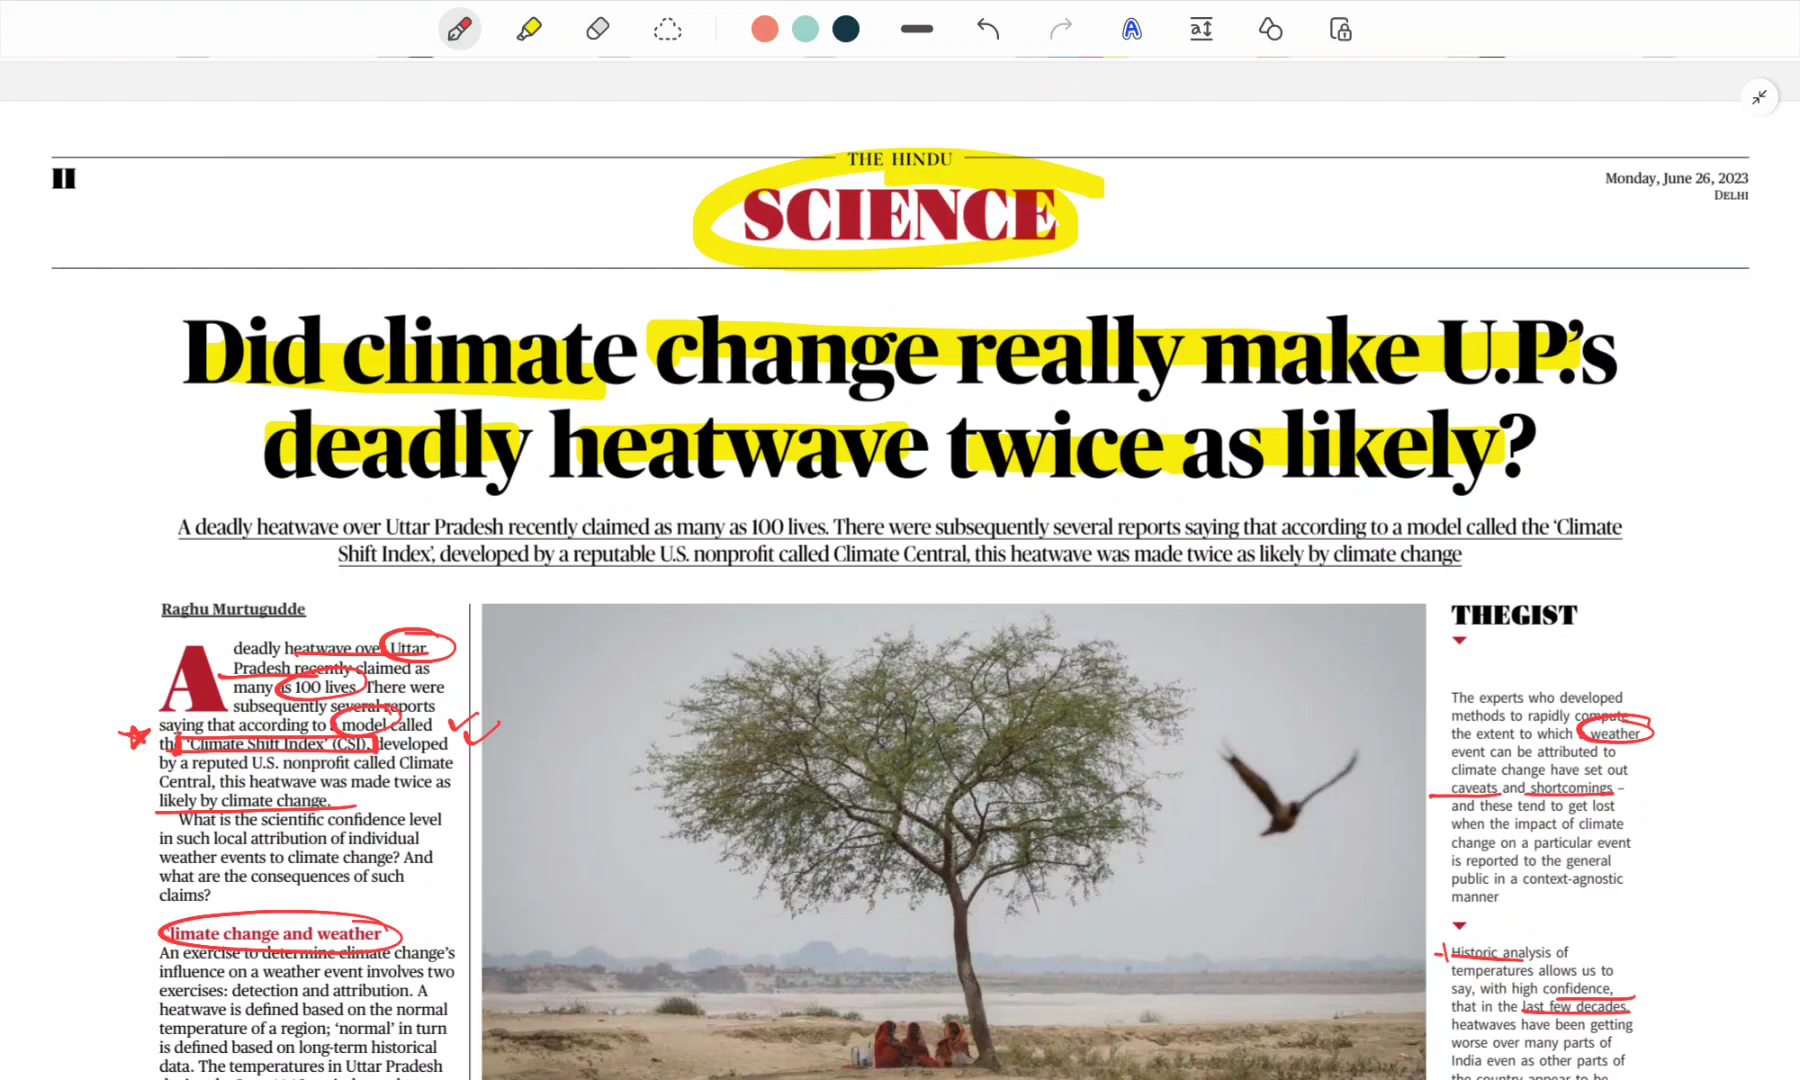 THE HINDU
II
SCIENCE
Monday, June 26, 2023
DELHI
Did climate change really make U.P.'s
deadly heatwave twice as likely?
A deadly heatwave over Uttar Pradesh recently claimed as many as 100 lives. There were subsequently several reports saying that according to a model called the ‘Climate
Shift Index’, developed by a reputable U.S. nonprofit called Climate Central, this heatwave was made twice as likely by climate change
Raghu Murtugudde
A deadly heatwave over Uttar
Pradesh recently claimed as
many as 100 lives. There were
subsequently several reports
saying that according to a model called
the ‘Climate Shift Index’ (CSI), developed
by a reputed U.S. nonprofit called Climate
Central, this heatwave was made twice as
likely by climate change.
What is the scientific confidence level
in such local attribution of individual
weather events to climate change? And
what are the consequences of such
claims?
Climate change and weather
An exercise to determine climate change’s
influence on a weather event involves two
exercises: detection and attribution. A
heatwave is defined based on the normal
temperature of a region; ‘normal’ in turn
is defined based on long-term historical
data. The temperatures in Uttar Pradesh
THE GIST
The experts who developed
methods to rapidly compute
the extent to which a weather
event can be attributed to
climate change have set out
caveats and shortcomings –
and these tend to get lost
when the impact of climate
change on a particular event
is reported to the general
public in a context-agnostic
manner
Historic analysis of
temperatures allows us to
say, with high confidence,
that in the last few decades
heatwaves have been getting
worse over many parts of
India even as other parts of
the country appear to be